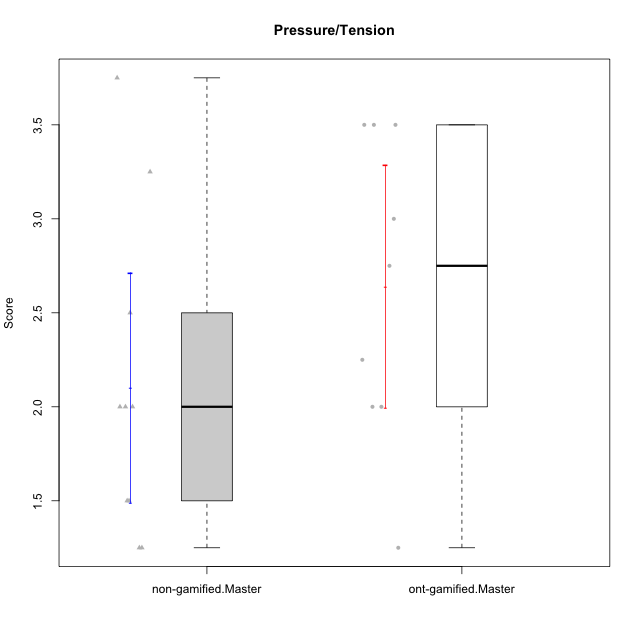 Pressure/Tension
Score
3.5
3.0
2.5
2.0
1.5
non-gamified.Master
ont-gamified.Master